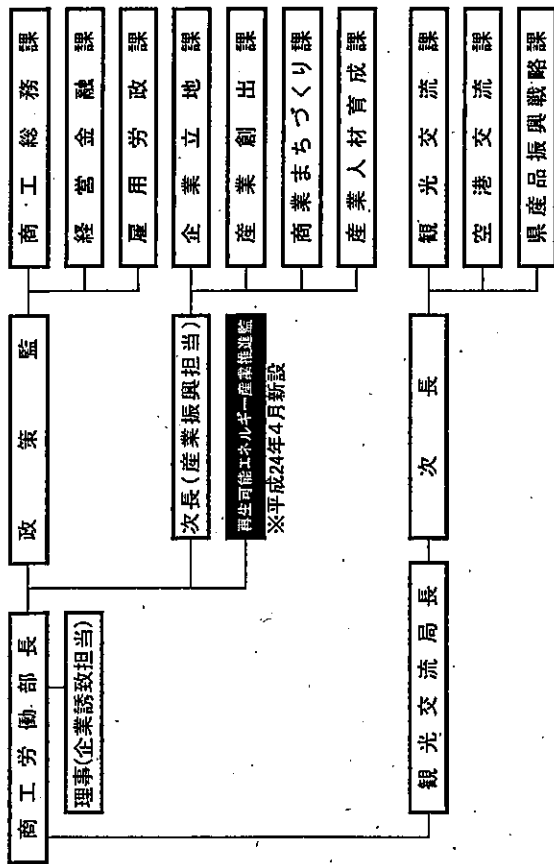 商工労働部長
理事(企業誘致担当)
政策監
商工総務課
経営金融課
雇用労政課
次長(産業振興担当)
再生可能エネルギー産業推進監
※平成24年4月新設
企業立地課
産業創出課
商業まちづくり課
産業人材育成課
観光交流局長
次長
観光交流課
空港交流課
県産品振興戦略課